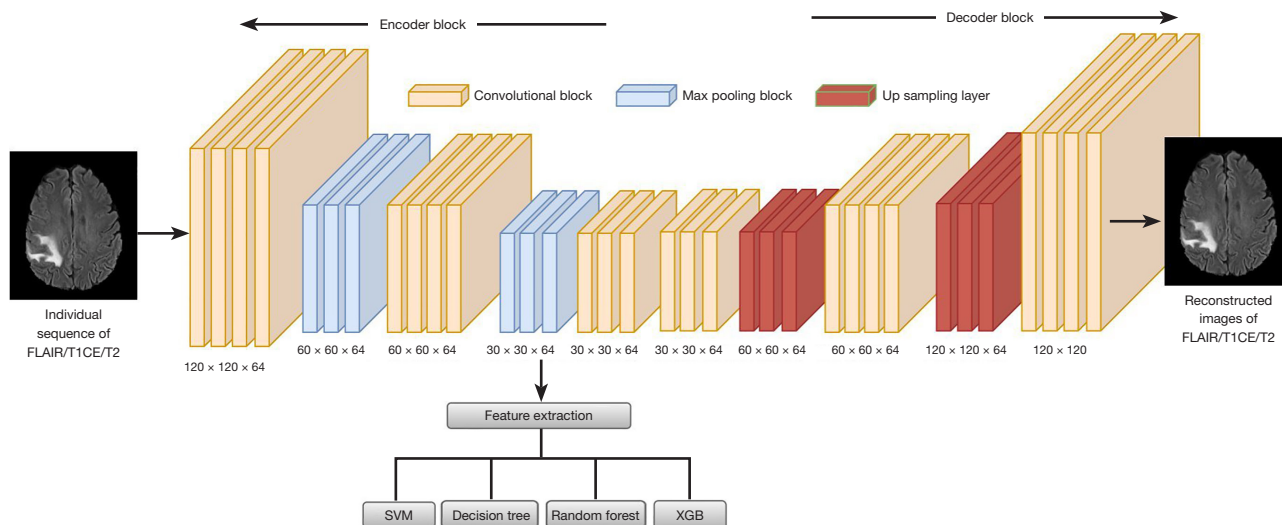 Encoder block
Decoder block
Convolutional block
Max pooling block
Up sampling layer
Individual
sequence of
FLAIR/T1CE/T2
Reconstructed
images of
FLAIR/T1CE/T2
120 × 120 × 64
60 × 60 × 64
60 × 60 × 64
30 × 30 × 64
30 × 30 × 64
30 × 30 × 64
60 × 60 × 64
60 × 60 × 64
120 × 120 × 64
120 × 120
Feature extraction
SVM
Decision tree
Random forest
XGB